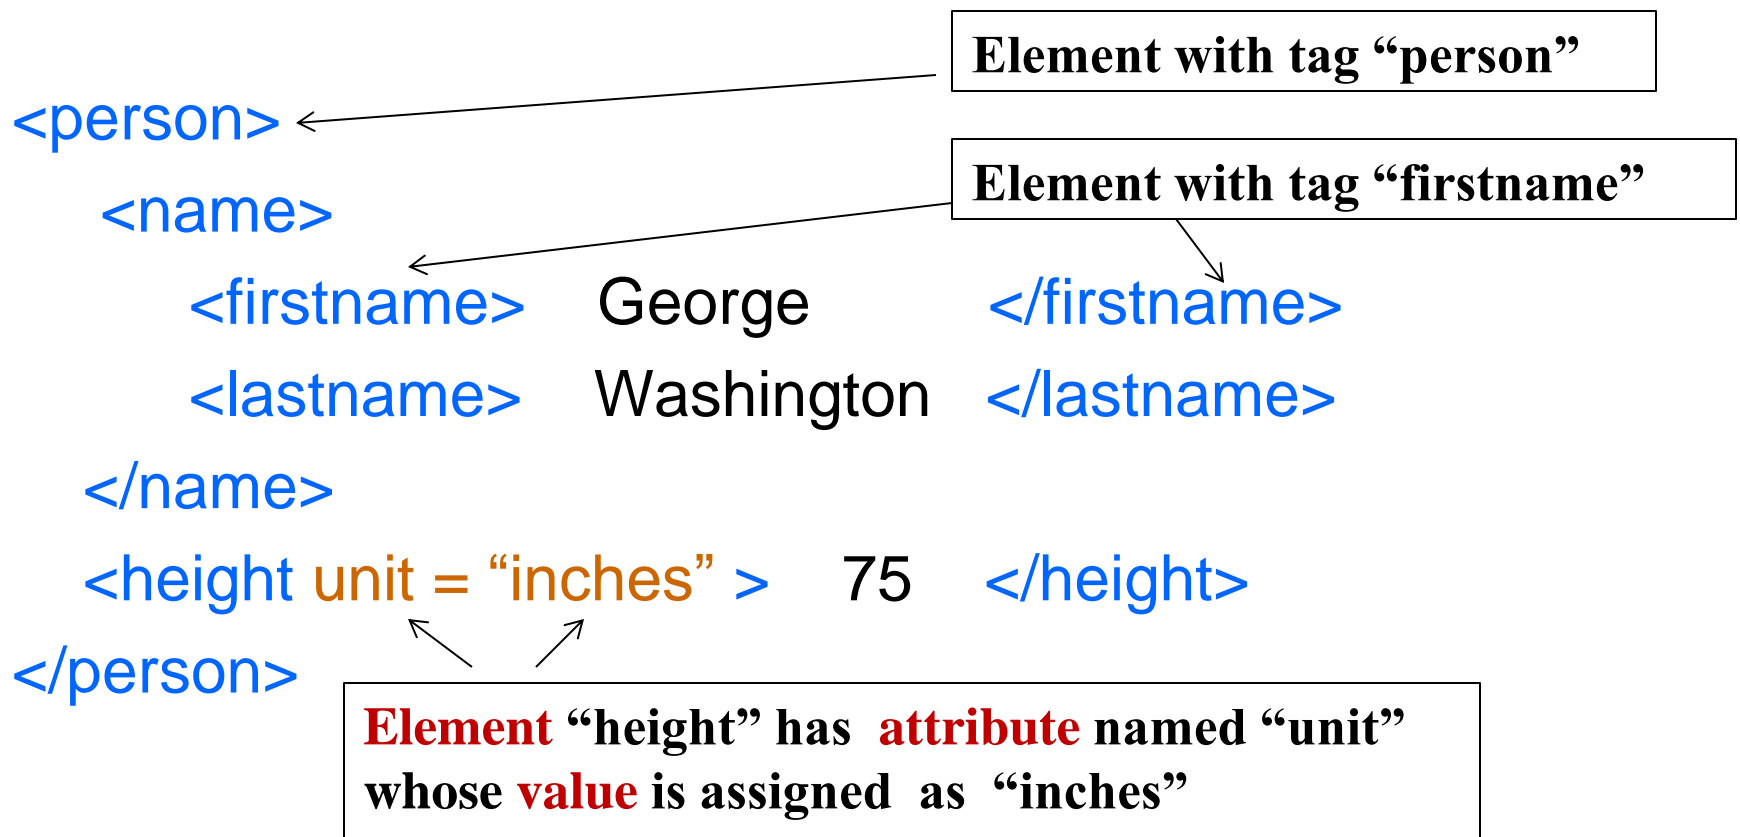 Element with tag “person”
<person>
Element with tag “firstname”
<name>
<firstname> George </firstname>
<lastname> Washington </lastname>
</name>
<height unit = “inches” > 75 </height>
</person>
Element “height” has attribute named “unit”
whose value is assigned as “inches”